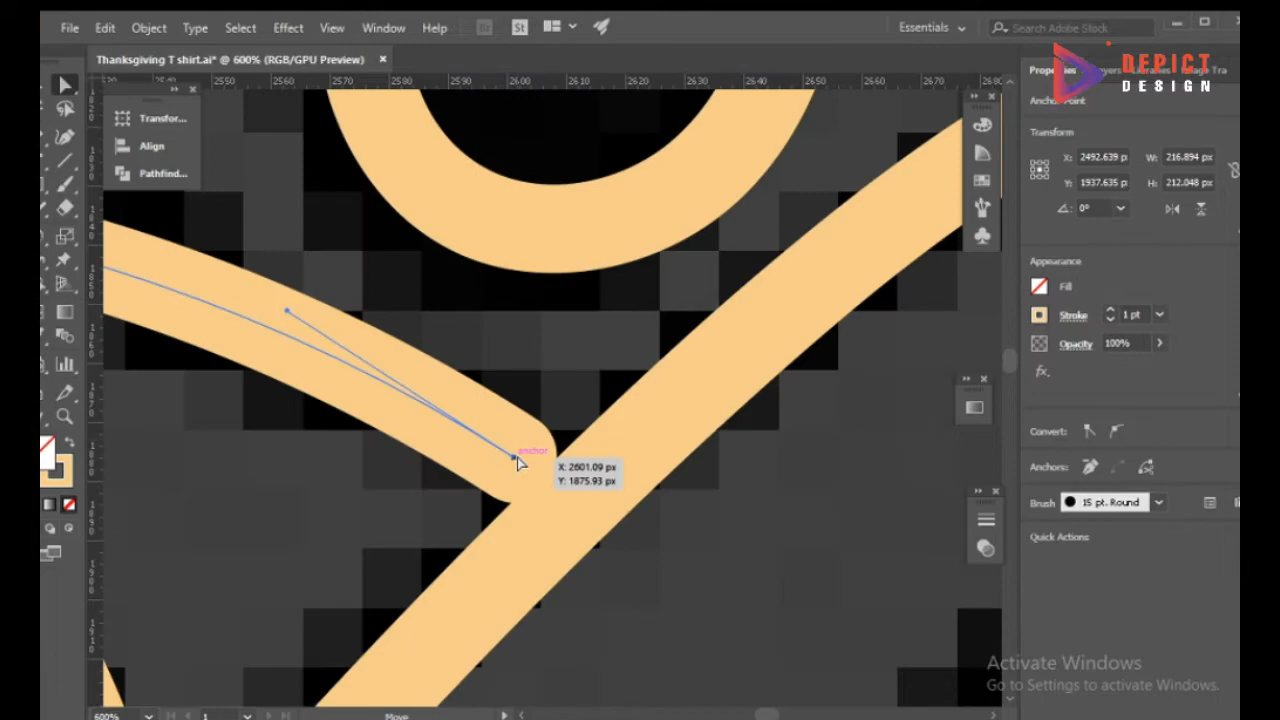 File Edit Object Type Select Effect View Window Help Br St Essentials Search Adobe Stock
Thanksgiving T shirt.ai* @ 600% (RGB/GPU Preview)
DEPICT
DESIGN
Properties
2550 2560 2570 2580 2590 2600 2610 2620 2630 2640 2650 2660 2670
Anchor Point
Transfor...
Align
Pathfind...
Transform
X: 2492.639 p W: 216.894 px
Y: 1937.635 p H: 212.048 px
0°
Appearance
Fill
Stroke 1 pt
Opacity 100%
fx.
anchor
X: 2601.09 px
Y: 1875.93 px
Convert:
Anchors:
Brush 15 pt. Round
Quick Actions
Activate Windows
Go to Settings to activate Windows.
600% 1 Move